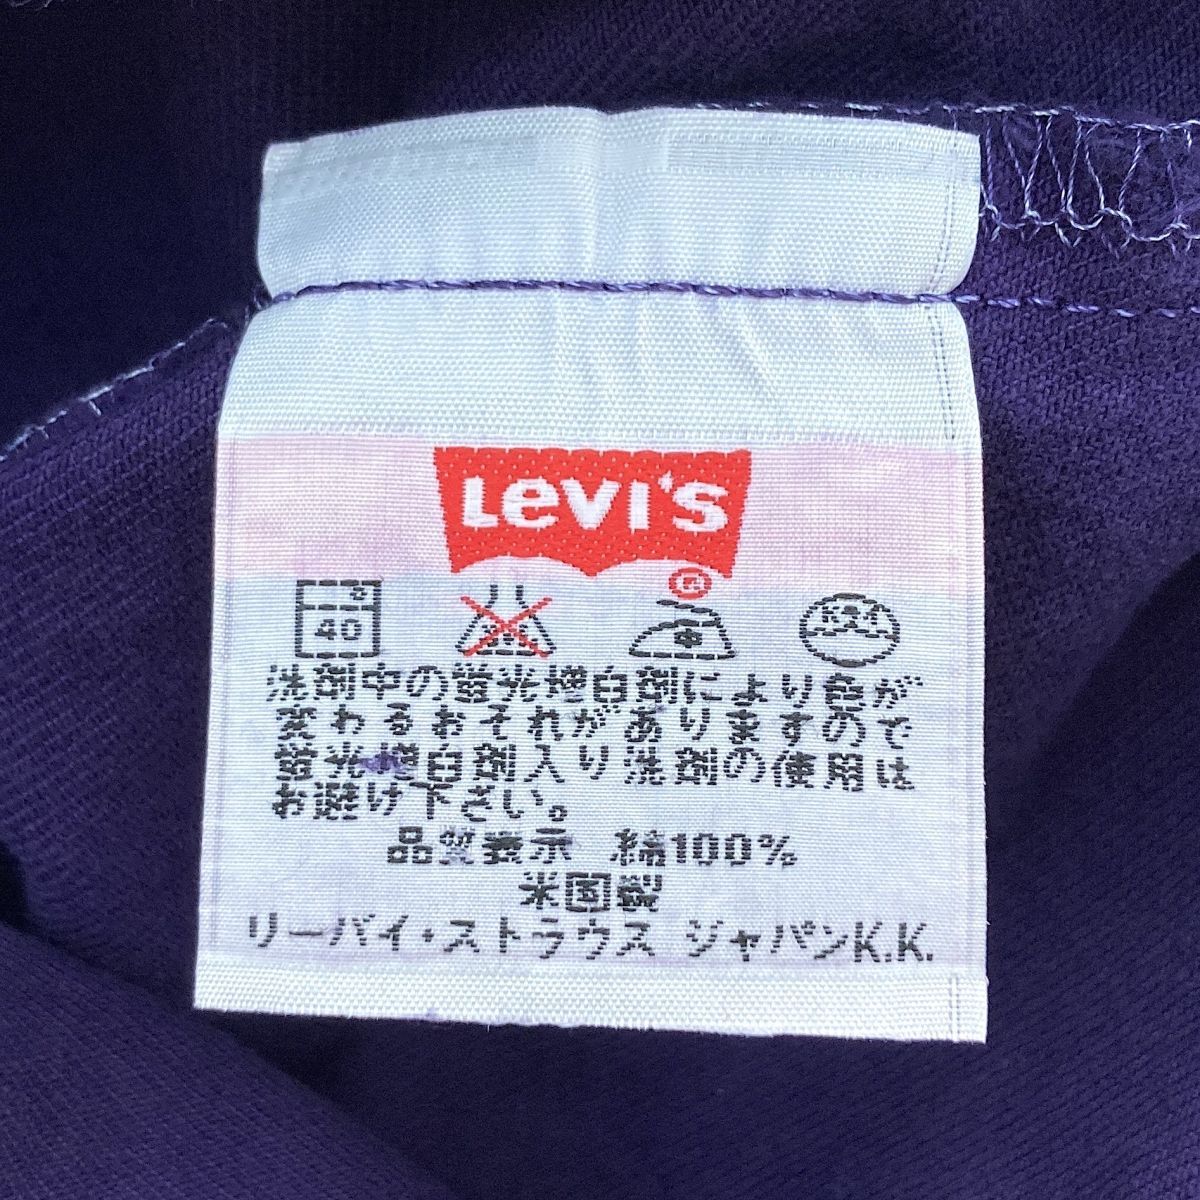 LEVI'S
®
40
ドライ
洗剤中の蛍光増白剤により色が
変わるおそれがありますので
蛍光増白剤入り洗剤の使用は
お避け下さい。
品質表示 綿100%
米国製
リーバイ・ストラウス ジャパンK.K.